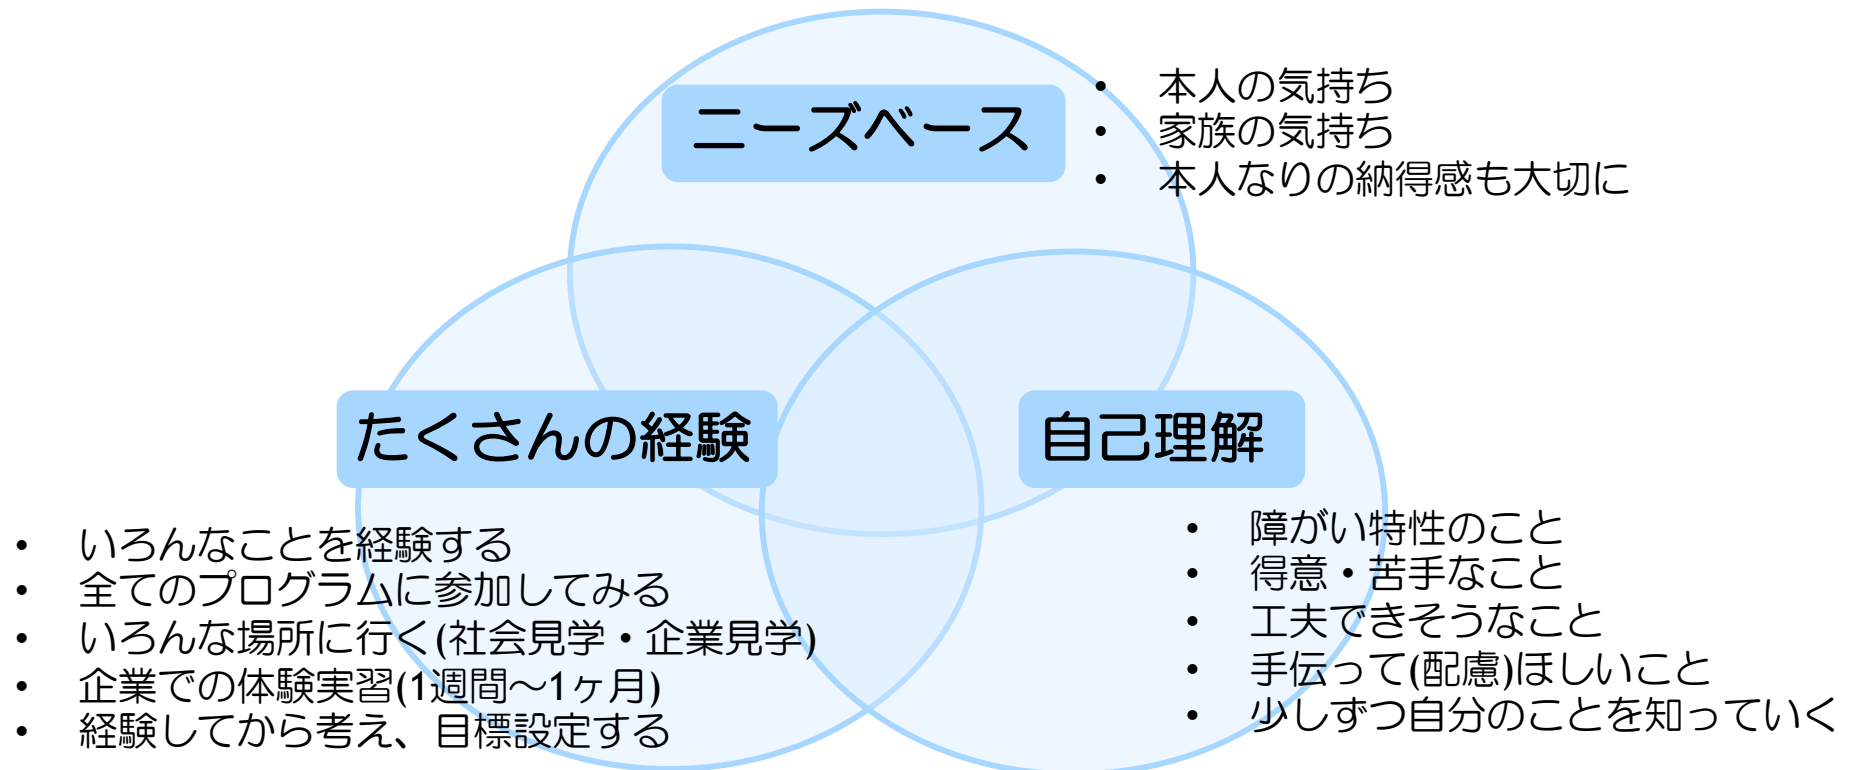 ニーズベース
• 本人の気持ち
• 家族の気持ち
• 本人なりの納得感も大切に
たくさんの経験
• いろんなことを経験する
• 全てのプログラムに参加してみる
• いろんな場所に行く(社会見学・企業見学)
• 企業での体験実習(1週間〜1ヶ月)
• 経験してから考え、目標設定する
自己理解
• 障がい特性のこと
• 得意・苦手なこと
• 工夫できそうなこと
• 手伝って(配慮)ほしいこと
• 少しずつ自分のことを知っていく